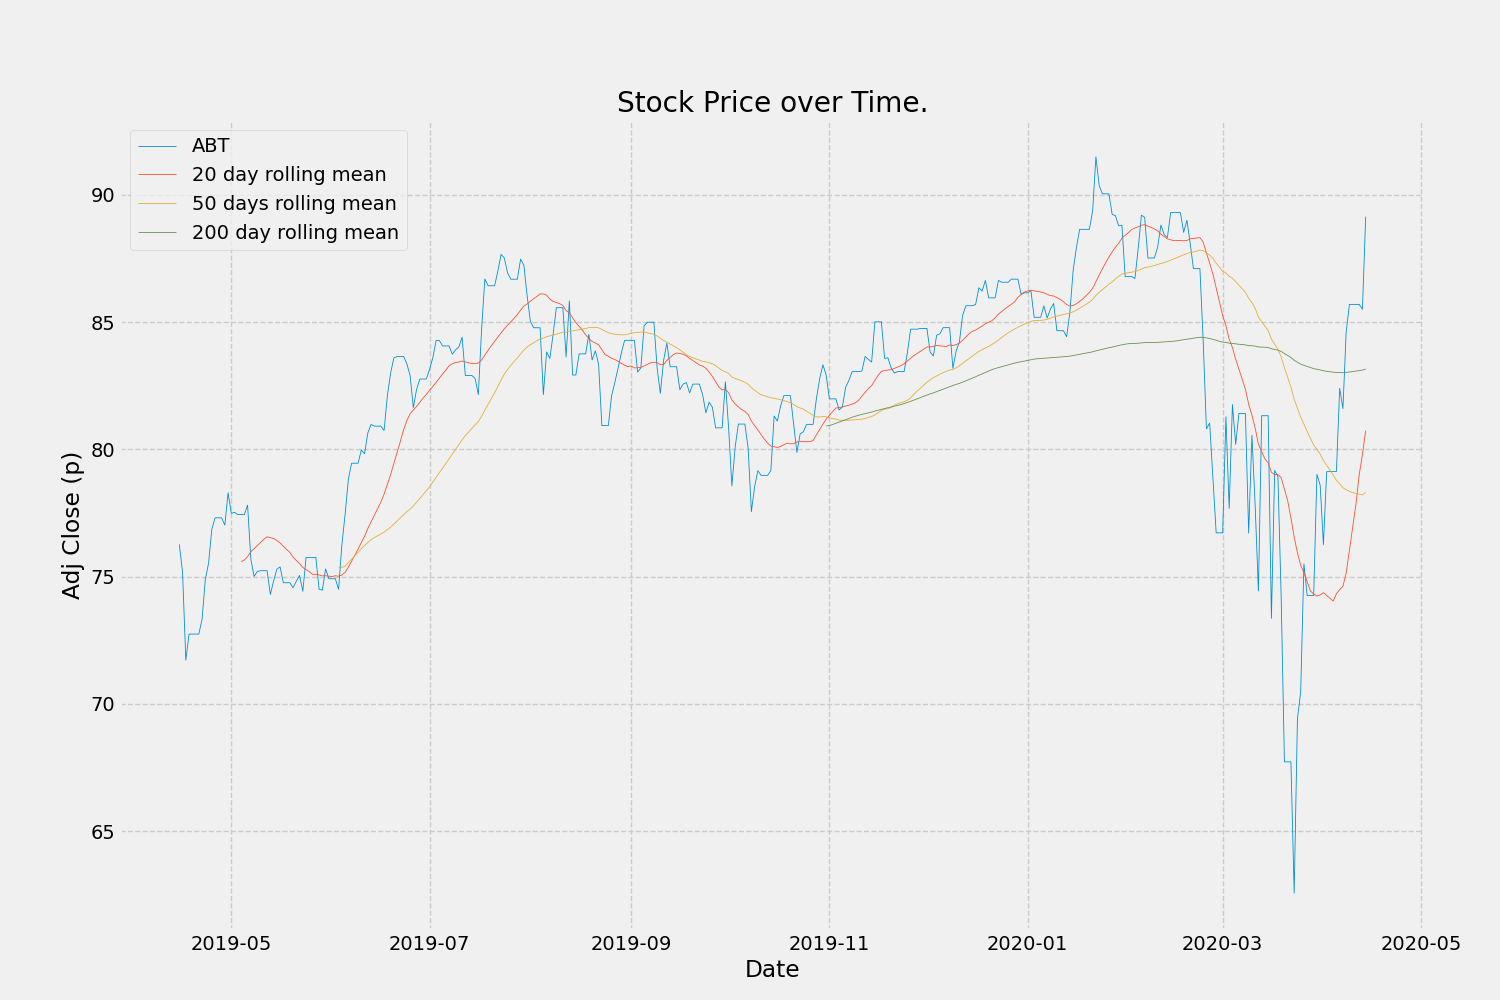 Stock Price over Time.
ABT
20 day rolling mean
50 days rolling mean
200 day rolling mean
Adj Close (p)
90
85
80
75
70
65
2019-05 2019-07 2019-09 2019-11 2020-01 2020-03 2020-05
Date